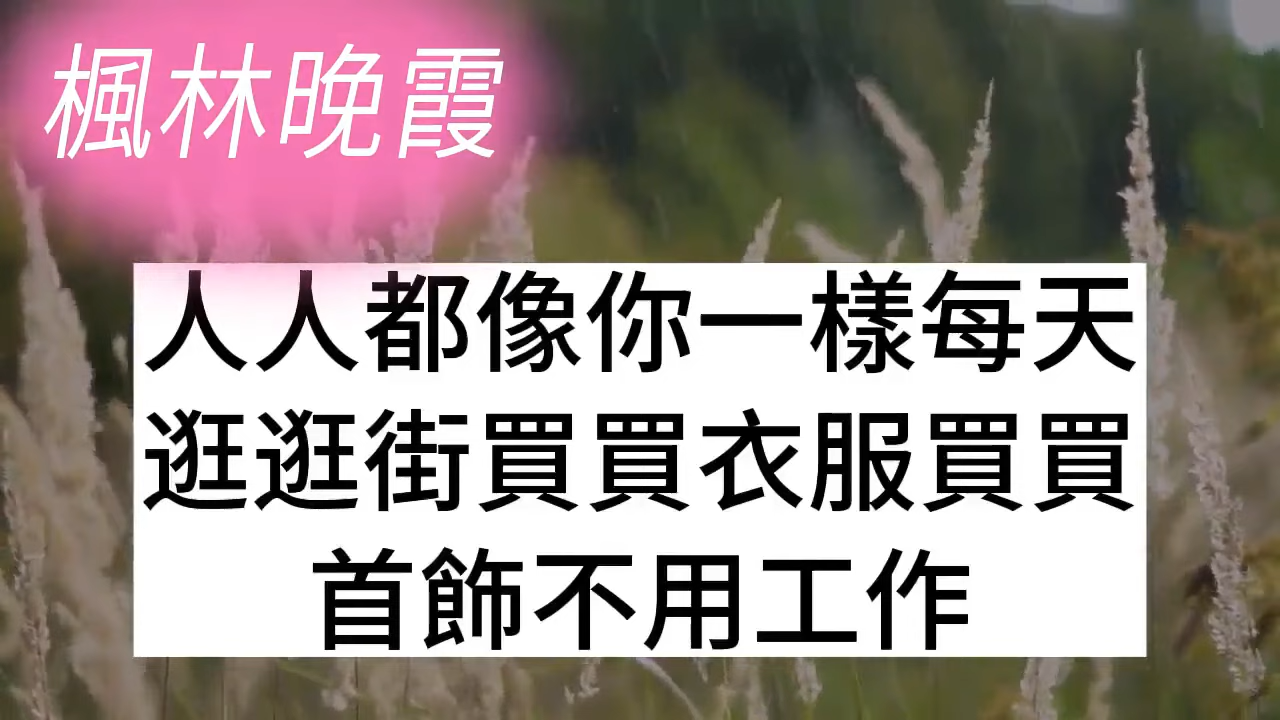 楓林晚霞
人人都像你一樣每天
逛逛街買買衣服買買
首飾不用工作